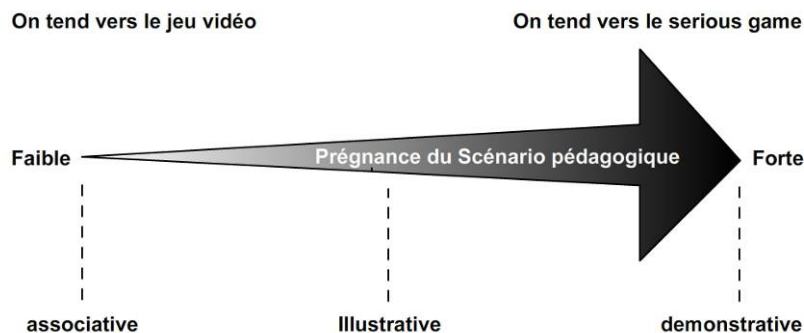 On tend vers le jeu vidéo
On tend vers le serious game
Faible
Prégnance du Scénario pédagogique
Forte
associative
Illustrative
demonstrative